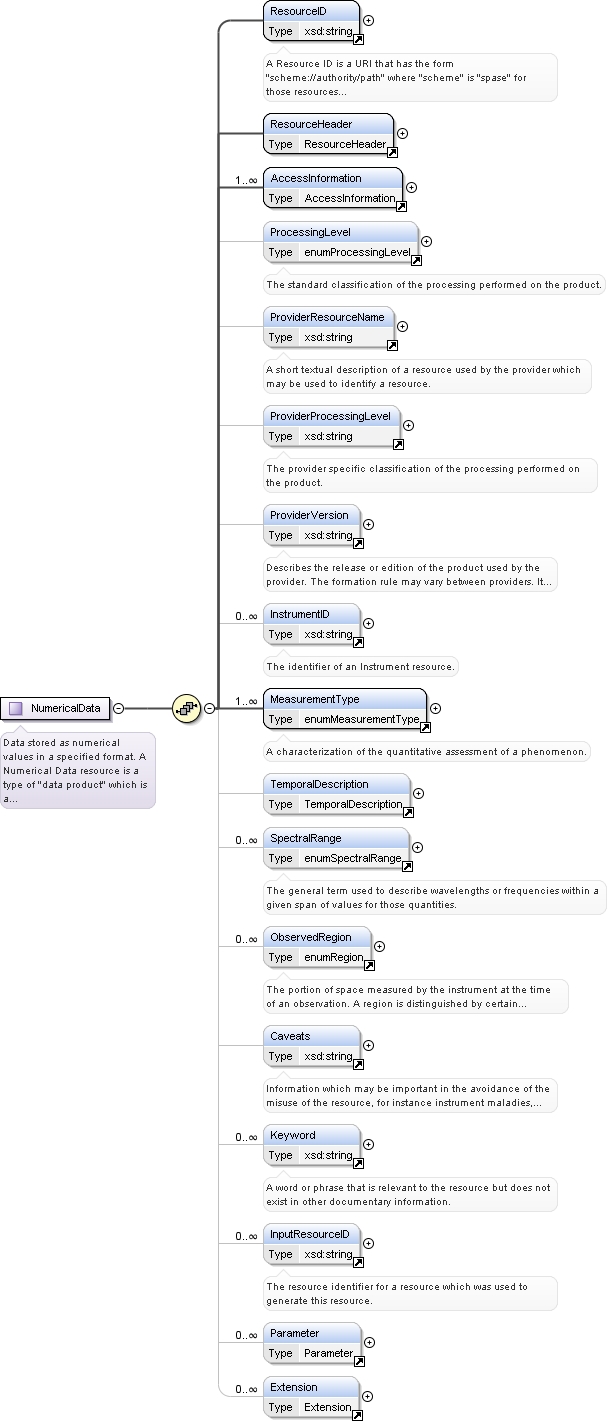 ResourceID
Type xsd:string
A Resource ID is a URI that has the form
"scheme://authority/path" where "scheme" is "spase" for
those resources...
ResourceHeader
Type ResourceHeader
1..∞
AccessInformation
Type AccessInformation
ProcessingLevel
Type enumProcessingLevel
The standard classification of the processing performed on the product.
ProviderResourceName
Type xsd:string
A short textual description of a resource used by the provider which
may be used to identify a resource.
ProviderProcessingLevel
Type xsd:string
The provider specific classification of the processing performed on
the product.
ProviderVersion
Type xsd:string
Describes the release or edition of the product used by the
provider. The formation rule may vary between providers. It...
0..∞
InstrumentID
Type xsd:string
The identifier of an Instrument resource.
NumericalData
Data stored as numerical
values in a specified format. A
Numerical Data resource is a
type of "data product" which is
a...
1..∞
MeasurementType
Type enumMeasurementType
A characterization of the quantitative assessment of a phenomenon.
TemporalDescription
Type TemporalDescription
0..∞
SpectralRange
Type enumSpectralRange
The general term used to describe wavelengths or frequencies within a
given span of values for those quantities.
0..∞
ObservedRegion
Type enumRegion
The portion of space measured by the instrument at the time
of an observation. A region is distinguished by certain...
Caveats
Type xsd:string
Information which may be important in the avoidance of the
misuse of the resource, for instance instrument maladies,...
0..∞
Keyword
Type xsd:string
A word or phrase that is relevant to the resource but does not
exist in other documentary information.
0..∞
InputResourceID
Type xsd:string
The resource identifier for a resource which was used to
generate this resource.
0..∞
Parameter
Type Parameter
0..∞
Extension
Type Extension